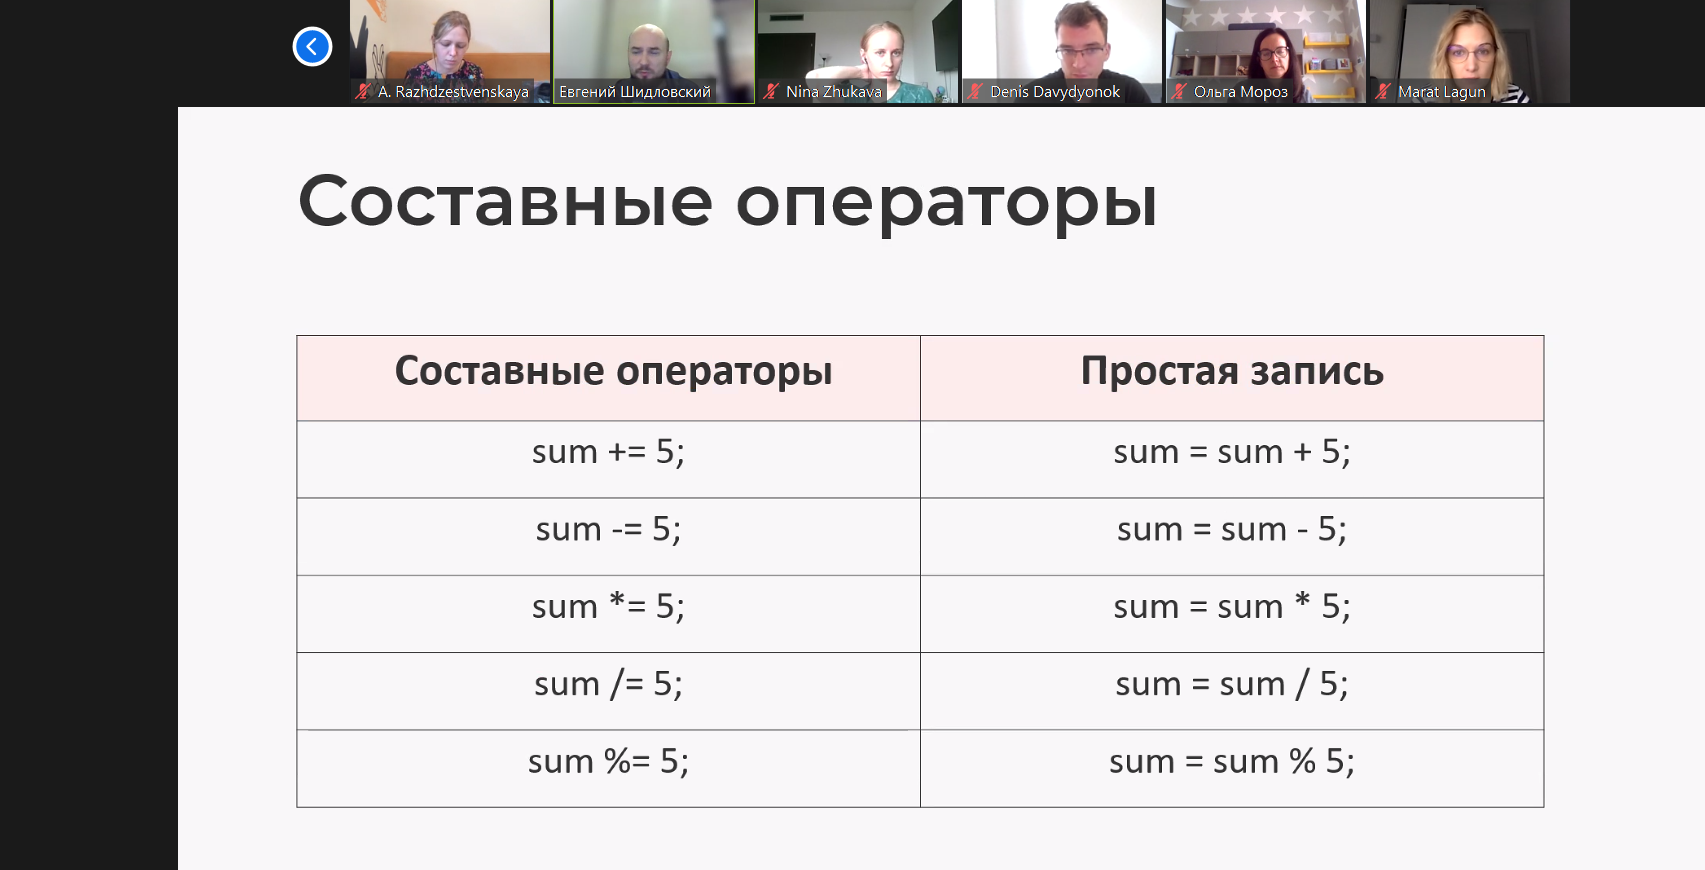 A. Razhdzestvenskaya
Евгений Шидловский
Nina Zhukava
Denis Davydyonok
Ольга Мороз
Marat Lagun
Составные операторы
Составные операторы Простая запись
sum += 5; sum = sum + 5;
sum -= 5; sum = sum - 5;
sum *= 5; sum = sum * 5;
sum /= 5; sum = sum / 5;
sum %= 5; sum = sum % 5;